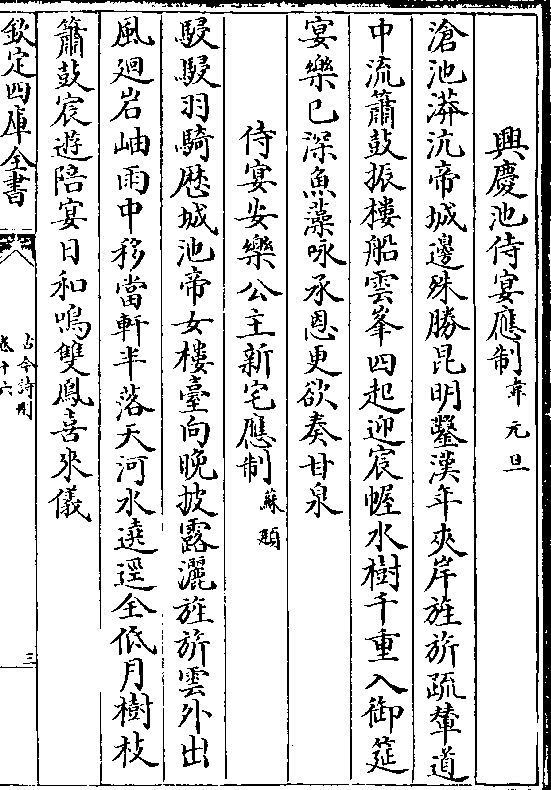 興慶池侍宴應制 韋元旦
滄池漭沆帝城邊殊勝昆明鑿漢年夾岸旌旂疏輦道
中流簫鼓振樓船雲峯四起迎宸幄水樹千重入御筵
宴樂已深魚藻咏承恩更欲奏甘泉
侍宴安樂公主新宅應制 蘇頲
駸駸羽騎歷城池帝女樓臺向晚披露灑旌旂雲外出
風廻岩岫雨中移當軒半落天河水遶逕全低月樹枝
簫鼓宸遊陪宴日和鳴雙鳳喜來儀
欽定四庫全書
古今詩刪
卷十六
三